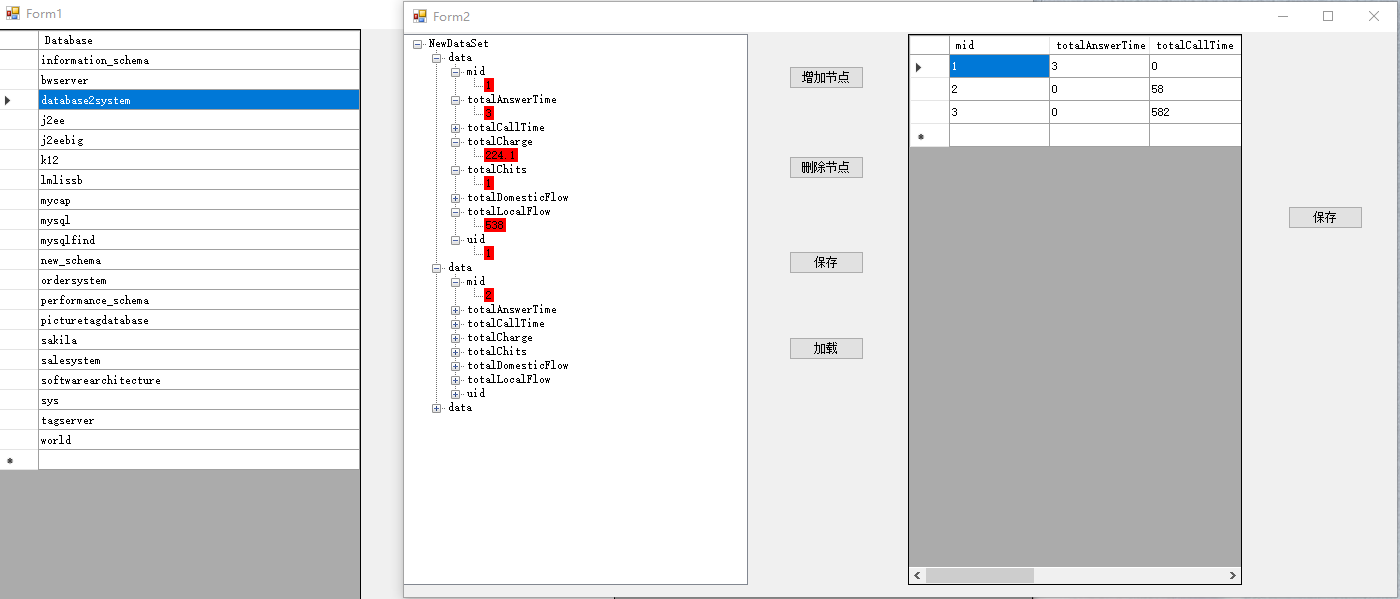 Form1
Database
information_schema
bwserver
database2system
j2ee
j2eebig
k12
lmlissb
mycap
mysql
mysqlfind
new_schema
ordersystem
performance_schema
picturetagdatabase
sakila
salesystem
softwarearchitecture
sys
tagserver
world
Form2
NewDataSet
data
mid
1
totalAnswerTime
3
totalCallTime
totalCharge
224.1
totalChits
1
totalDomesticFlow
totalLocalFlow
538
uid
1
data
mid
2
totalAnswerTime
totalCallTime
totalCharge
totalChits
totalDomesticFlow
totalLocalFlow
uid
data
增加节点
删除节点
保存
加载
mid totalAnswerTime totalCallTime
1 3 0
2 0 58
3 0 582
保存